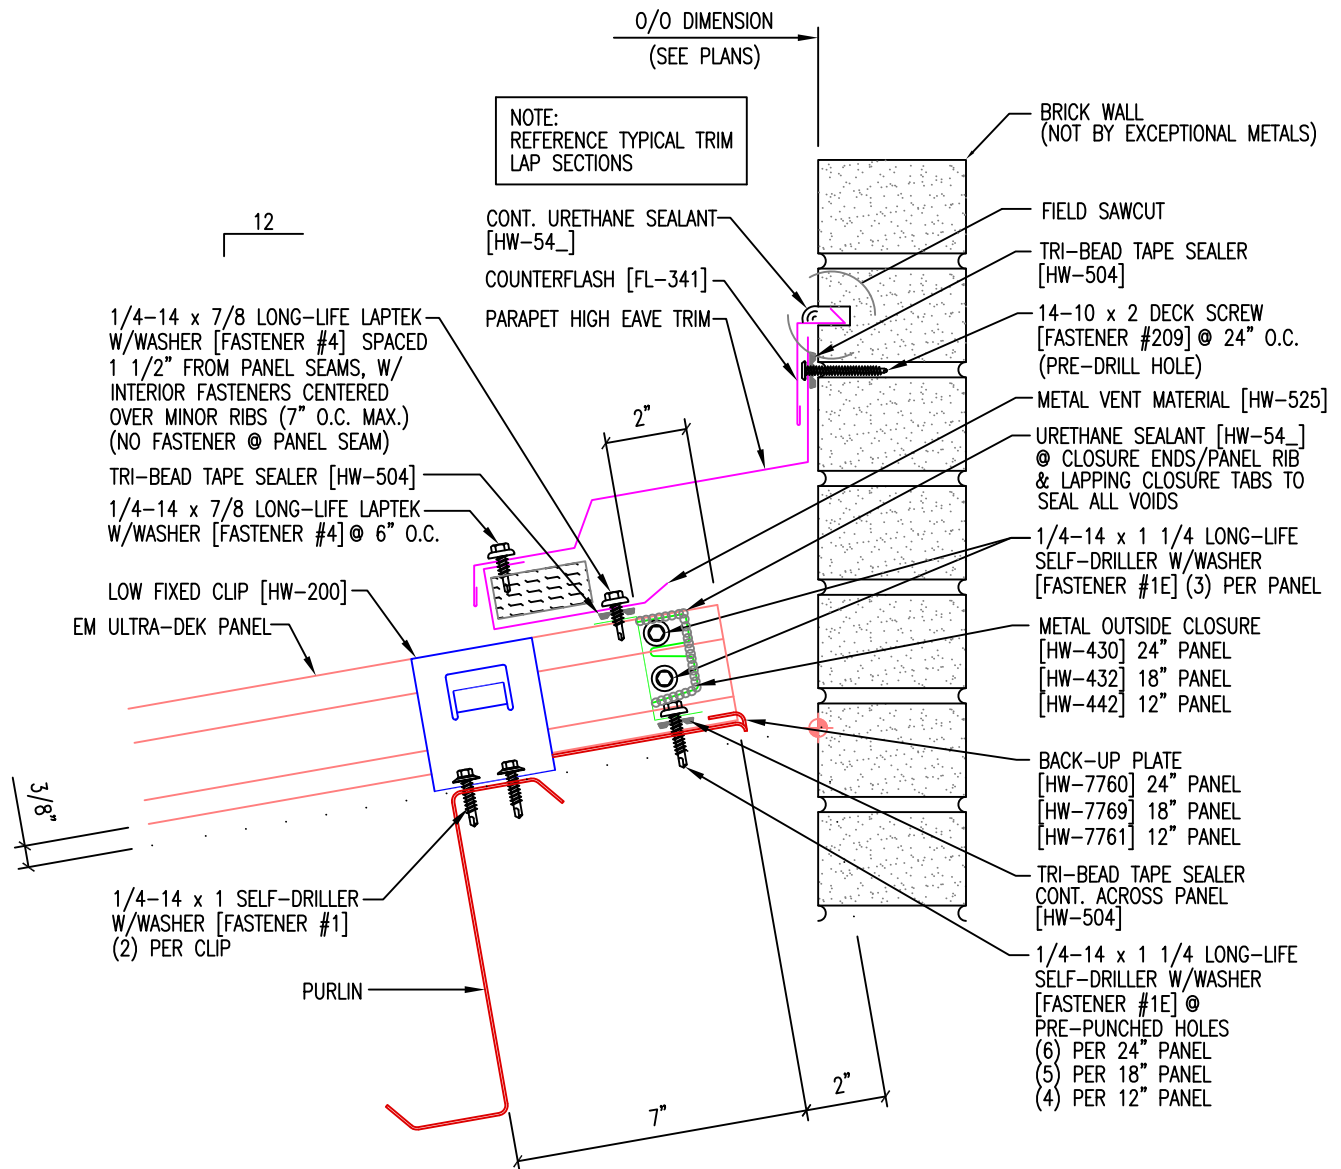 O/O DIMENSION
(SEE PLANS)
NOTE:
REFERENCE TYPICAL TRIM
LAP SECTIONS
12
CONT. URETHANE SEALANT
[HW-54_]
COUNTERFLASH [FL-341]
PARAPET HIGH EAVE TRIM
1/4-14 x 7/8 LONG-LIFE LAPTEK
W/WASHER [FASTENER #4] SPACED
1 1/2" FROM PANEL SEAMS, W/
INTERIOR FASTENERS CENTERED
OVER MINOR RIBS (7" O.C. MAX.)
(NO FASTENER @ PANEL SEAM)
TRI-BEAD TAPE SEALER [HW-504]
1/4-14 x 7/8 LONG-LIFE LAPTEK
W/WASHER [FASTENER #4] @ 6" O.C.
LOW FIXED CLIP [HW-200]
EM ULTRA-DEK PANEL
3/8"
1/4-14 x 1 SELF-DRILLER
W/WASHER [FASTENER #1]
(2) PER CLIP
PURLIN
2"
7"
2"
BRICK WALL
(NOT BY EXCEPTIONAL METALS)
FIELD SAWCUT
TRI-BEAD TAPE SEALER
[HW-504]
14-10 x 2 DECK SCREW
[FASTENER #209] @ 24" O.C.
(PRE-DRILL HOLE)
METAL VENT MATERIAL [HW-525]
URETHANE SEALANT [HW-54_]
@ CLOSURE ENDS/PANEL RIB
& LAPPING CLOSURE TABS TO
SEAL ALL VOIDS
1/4-14 x 1 1/4 LONG-LIFE
SELF-DRILLER W/WASHER
[FASTENER #1E] (3) PER PANEL
METAL OUTSIDE CLOSURE
[HW-430] 24" PANEL
[HW-432] 18" PANEL
[HW-442] 12" PANEL
BACK-UP PLATE
[HW-7760] 24" PANEL
[HW-7769] 18" PANEL
[HW-7761] 12" PANEL
TRI-BEAD TAPE SEALER
CONT. ACROSS PANEL
[HW-504]
1/4-14 x 1 1/4 LONG-LIFE
SELF-DRILLER W/WASHER
[FASTENER #1E] @
PRE-PUNCHED HOLES
(6) PER 24" PANEL
(5) PER 18" PANEL
(4) PER 12" PANEL